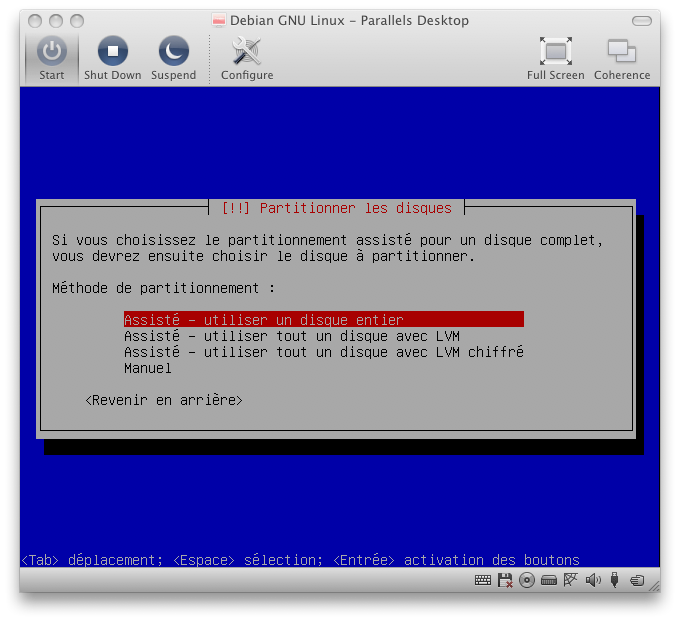 Debian GNU Linux - Parallels Desktop
Start Shut Down Suspend Configure Full Screen Coherence
[!!] Partitionner les disques
Si vous choisissez le partitionnement assisté pour un disque complet,
vous devrez ensuite choisir le disque à partitionner.
Méthode de partitionnement :
Assisté - utiliser un disque entier
Assisté - utiliser tout un disque avec LVM
Assisté - utiliser tout un disque avec LVM chiffré
Manuel
<Revenir en arrière>
<Tab> déplacement; <Espace> sélection; <Entrée> activation des boutons